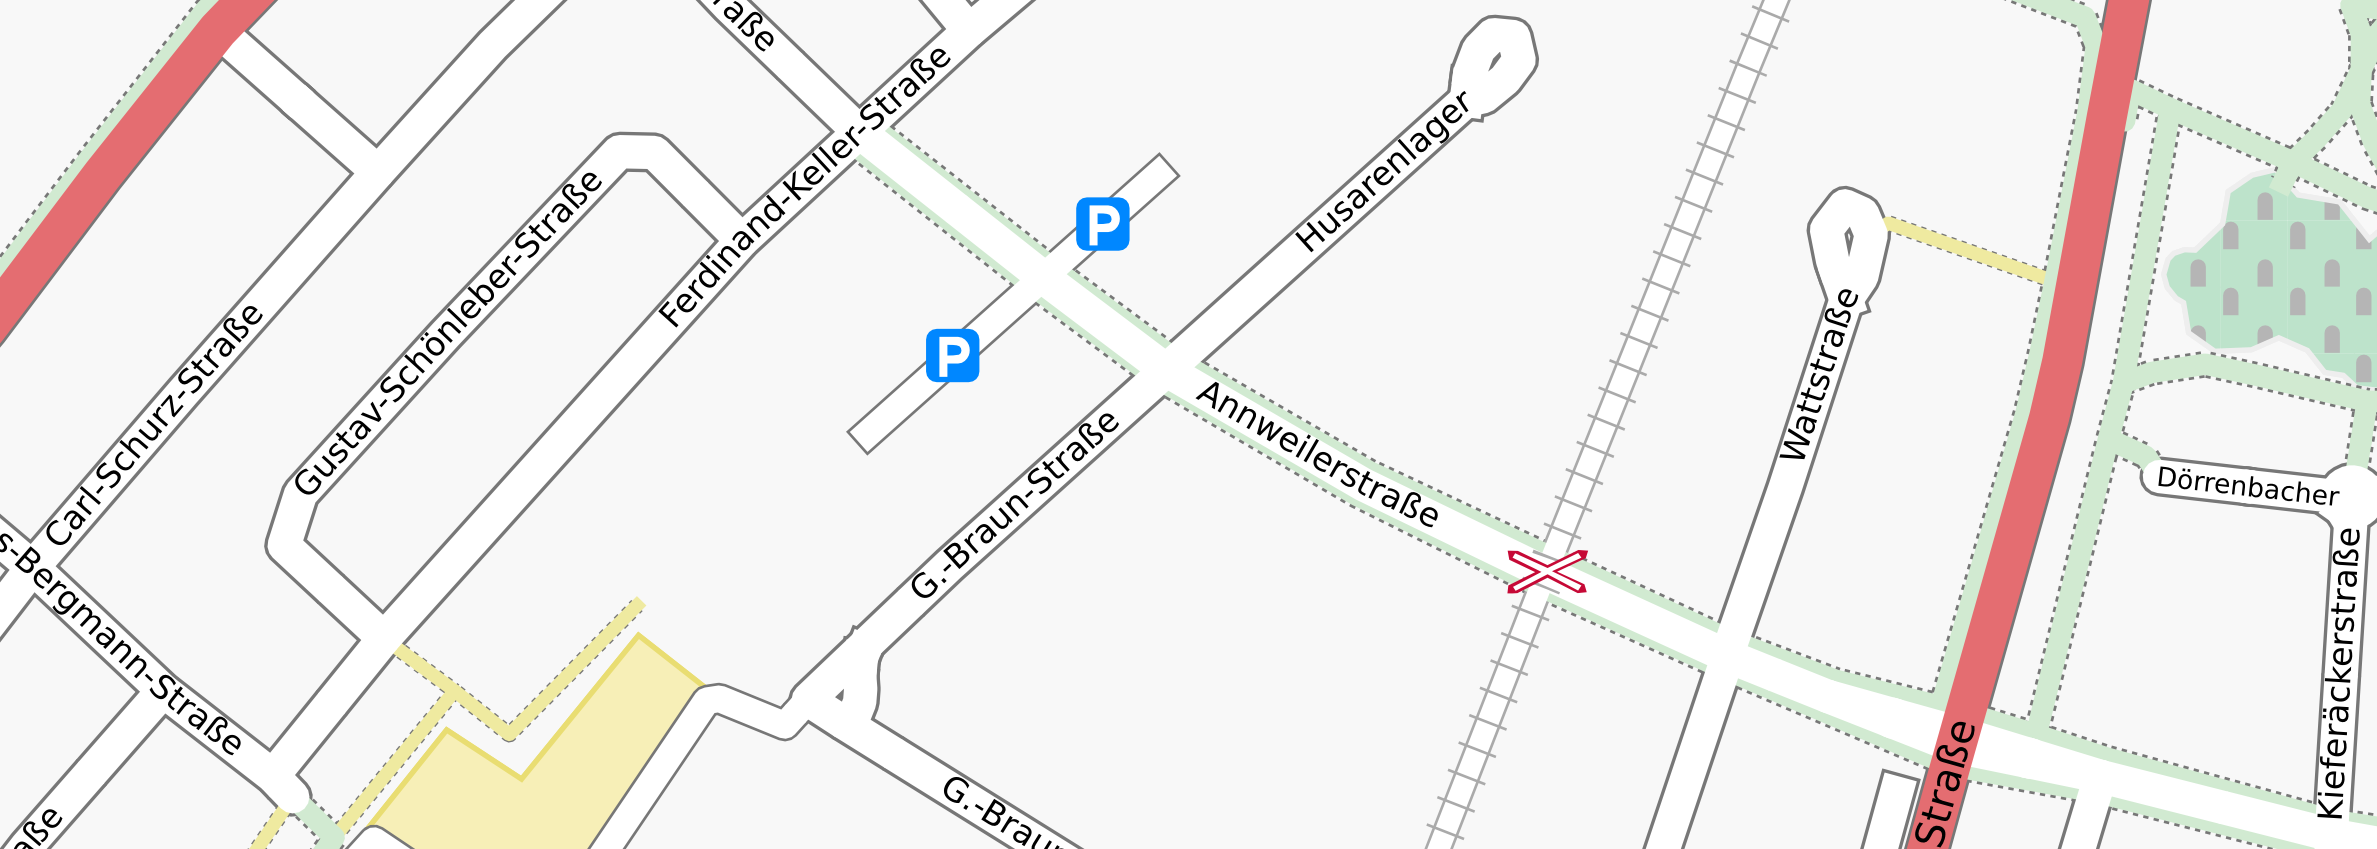 raße
Ferdinand-Keller-Straße
Husarenlager
P
Gustav-Schönleber-Straße
P
Carl-Schurz-Straße
Wattstraße
Annweilerstraße
G.-Braun-Straße
Dörrenbacher
s-Bergmann-Straße
Kieferäckerstraße
Straße
G.-Braun
aße